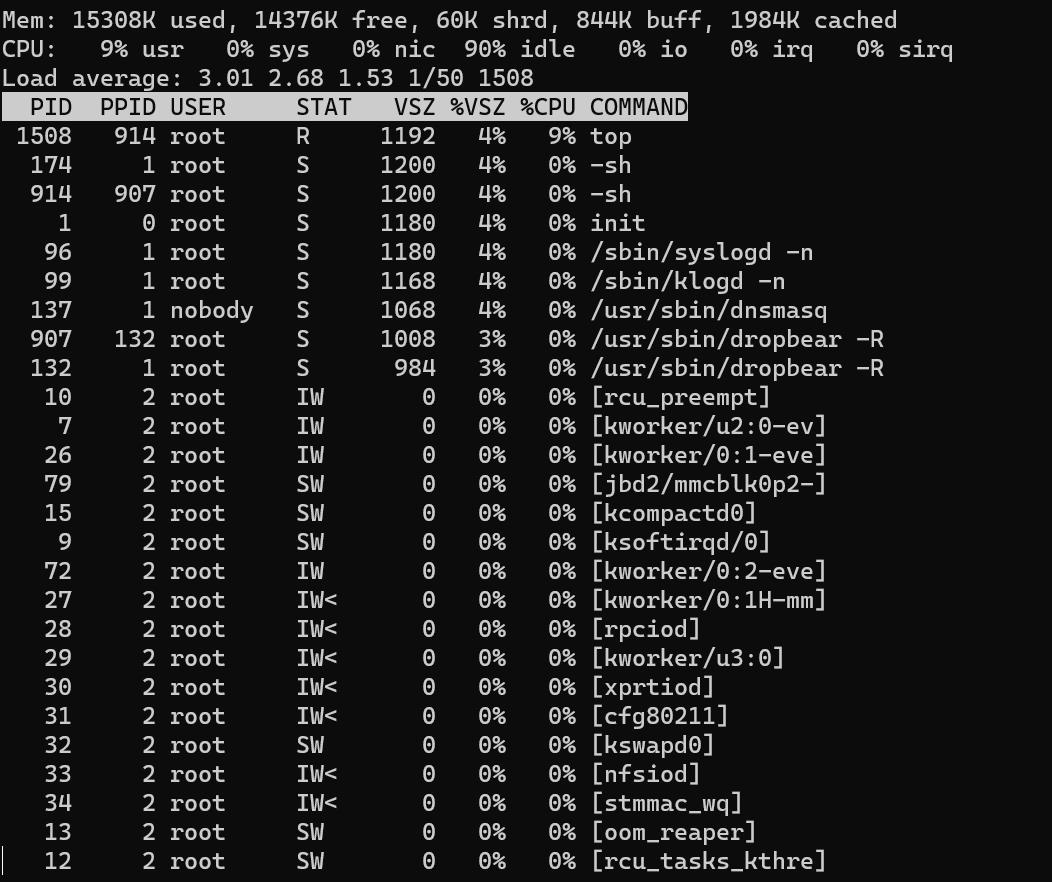 Mem: 15308K used, 14376K free, 60K shrd, 844K buff, 1984K cached
CPU:   9% usr   0% sys   0% nic  90% idle   0% io   0% irq   0% sirq
Load average: 3.01 2.68 1.53 1/50 1508
  PID  PPID USER     STAT   VSZ %VSZ %CPU COMMAND
 1508   914 root     R     1192   4%   9% top
  174     1 root     S     1200   4%   0% -sh
  914   907 root     S     1200   4%   0% -sh
    1     0 root     S     1180   4%   0% init
   96     1 root     S     1180   4%   0% /sbin/syslogd -n
   99     1 root     S     1168   4%   0% /sbin/klogd -n
  137     1 nobody   S     1068   4%   0% /usr/sbin/dnsmasq
  907   132 root     S     1008   3%   0% /usr/sbin/dropbear -R
  132     1 root     S      984   3%   0% /usr/sbin/dropbear -R
   10     2 root     IW       0   0%   0% [rcu_preempt]
    7     2 root     IW       0   0%   0% [kworker/u2:0-ev]
   26     2 root     IW       0   0%   0% [kworker/0:1-eve]
   79     2 root     SW       0   0%   0% [jbd2/mmcblk0p2-]
   15     2 root     SW       0   0%   0% [kcompactd0]
    9     2 root     SW       0   0%   0% [ksoftirqd/0]
   72     2 root     IW       0   0%   0% [kworker/0:2-eve]
   27     2 root     IW<      0   0%   0% [kworker/0:1H-mm]
   28     2 root     IW<      0   0%   0% [rpciod]
   29     2 root     IW<      0   0%   0% [kworker/u3:0]
   30     2 root     IW<      0   0%   0% [xprtiod]
   31     2 root     IW<      0   0%   0% [cfg80211]
   32     2 root     SW       0   0%   0% [kswapd0]
   33     2 root     IW<      0   0%   0% [nfsiod]
   34     2 root     IW<      0   0%   0% [stmmac_wq]
   13     2 root     SW       0   0%   0% [oom_reaper]
   12     2 root     SW       0   0%   0% [rcu_tasks_kthre]